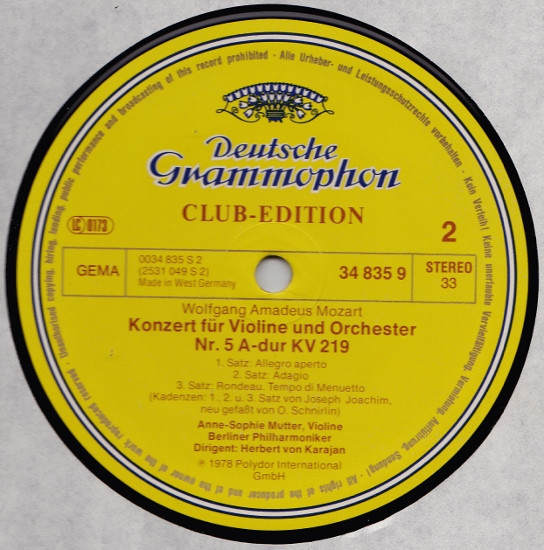 Deutsche
Grammophon
CLUB-EDITION
2
LC 0173
GEMA
0034 835 S 2
(2531 049 S 2)
Made in West Germany
34 835 9
STEREO
33
Wolfgang Amadeus Mozart
Konzert für Violine und Orchester
Nr. 5 A-dur KV 219
1. Satz: Allegro aperto
2. Satz: Adagio
3. Satz: Rondeau. Tempo di Menuetto
(Kadenzen: 1., 2. u. 3. Satz von Joseph Joachim,
neu gefaßt von O. Schnirlin)
Anne-Sophie Mutter, Violine
Berliner Philharmoniker
Dirigent: Herbert von Karajan
℗ 1978 Polydor International
GmbH
Alle Urheber- und Leistungsschutzrechte vorbehalten · Kein Verleih! Keine unerlaubte Vervielfältigung, Vermietung, Aufführung, Sendung! · All rights of the producer and of the owner of the work reproduced reserved · Unauthorised copying, hiring, lending, public performance and broadcasting of this record prohibited ·